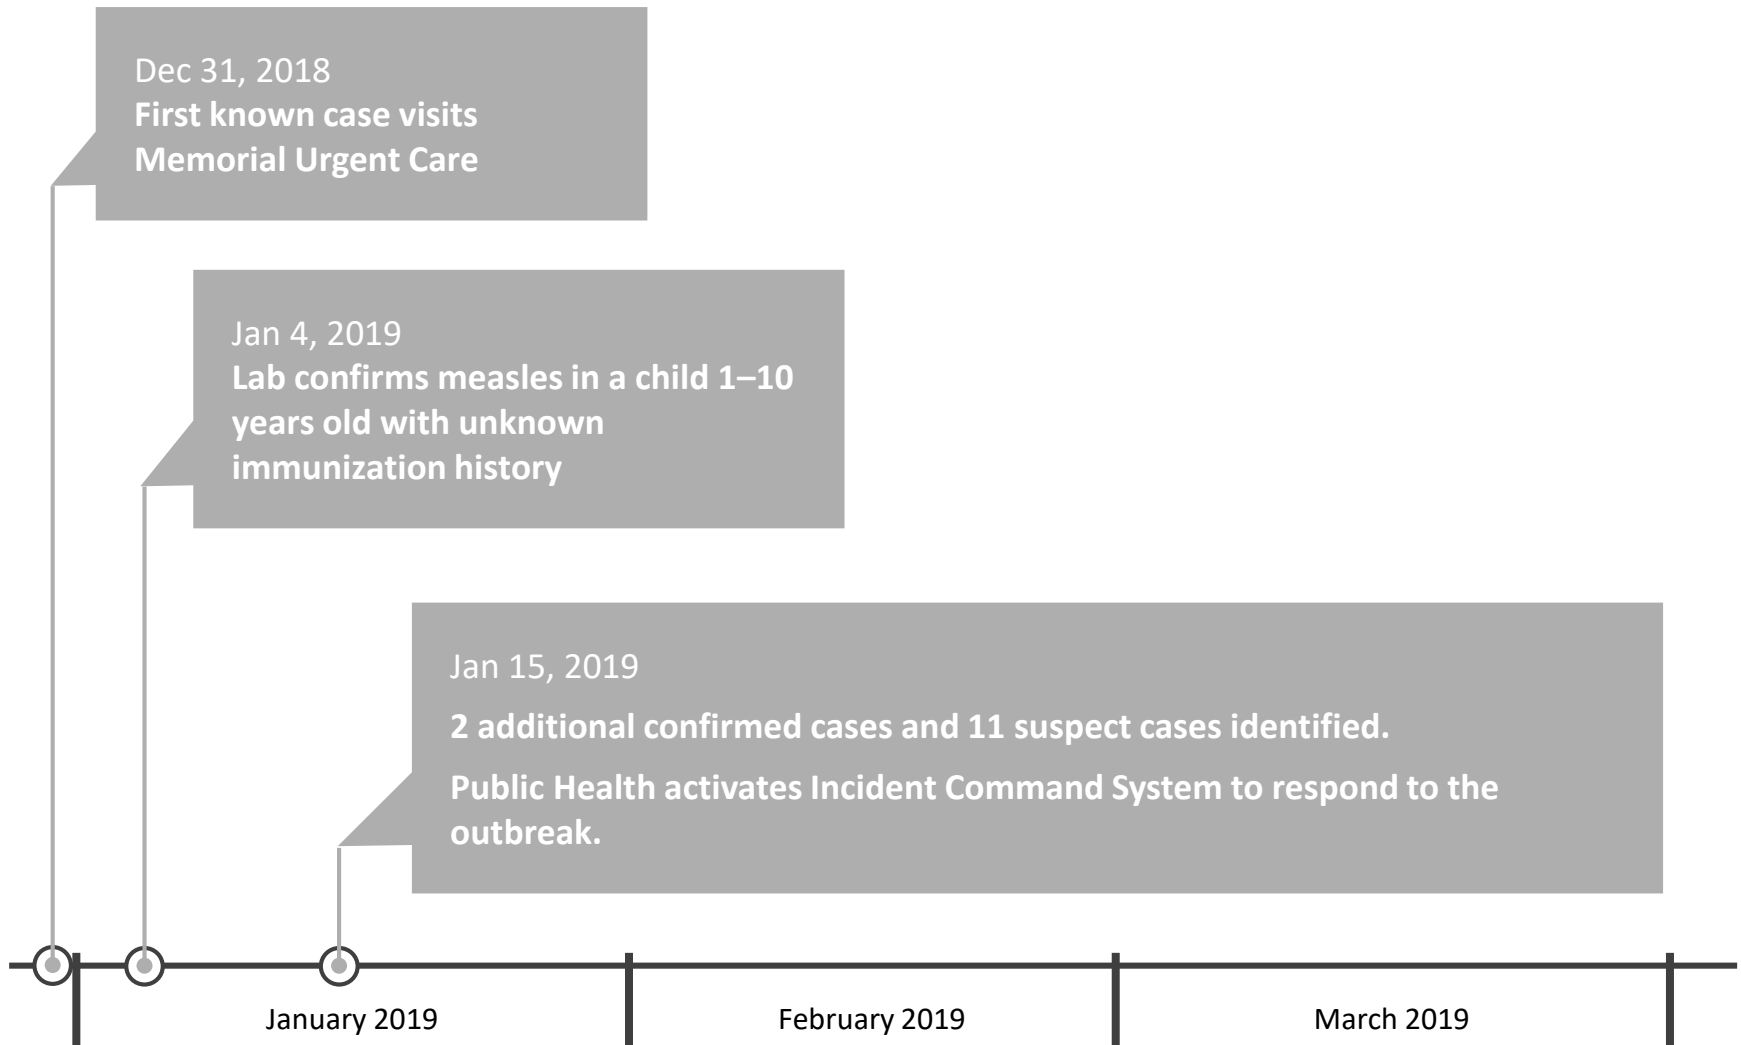 Dec 31, 2018
First known case visits
Memorial Urgent Care
Jan 4, 2019
Lab confirms measles in a child 1–10
years old with unknown
immunization history
Jan 15, 2019
2 additional confirmed cases and 11 suspect cases identified.
Public Health activates Incident Command System to respond to the
outbreak.
January 2019
February 2019
March 2019